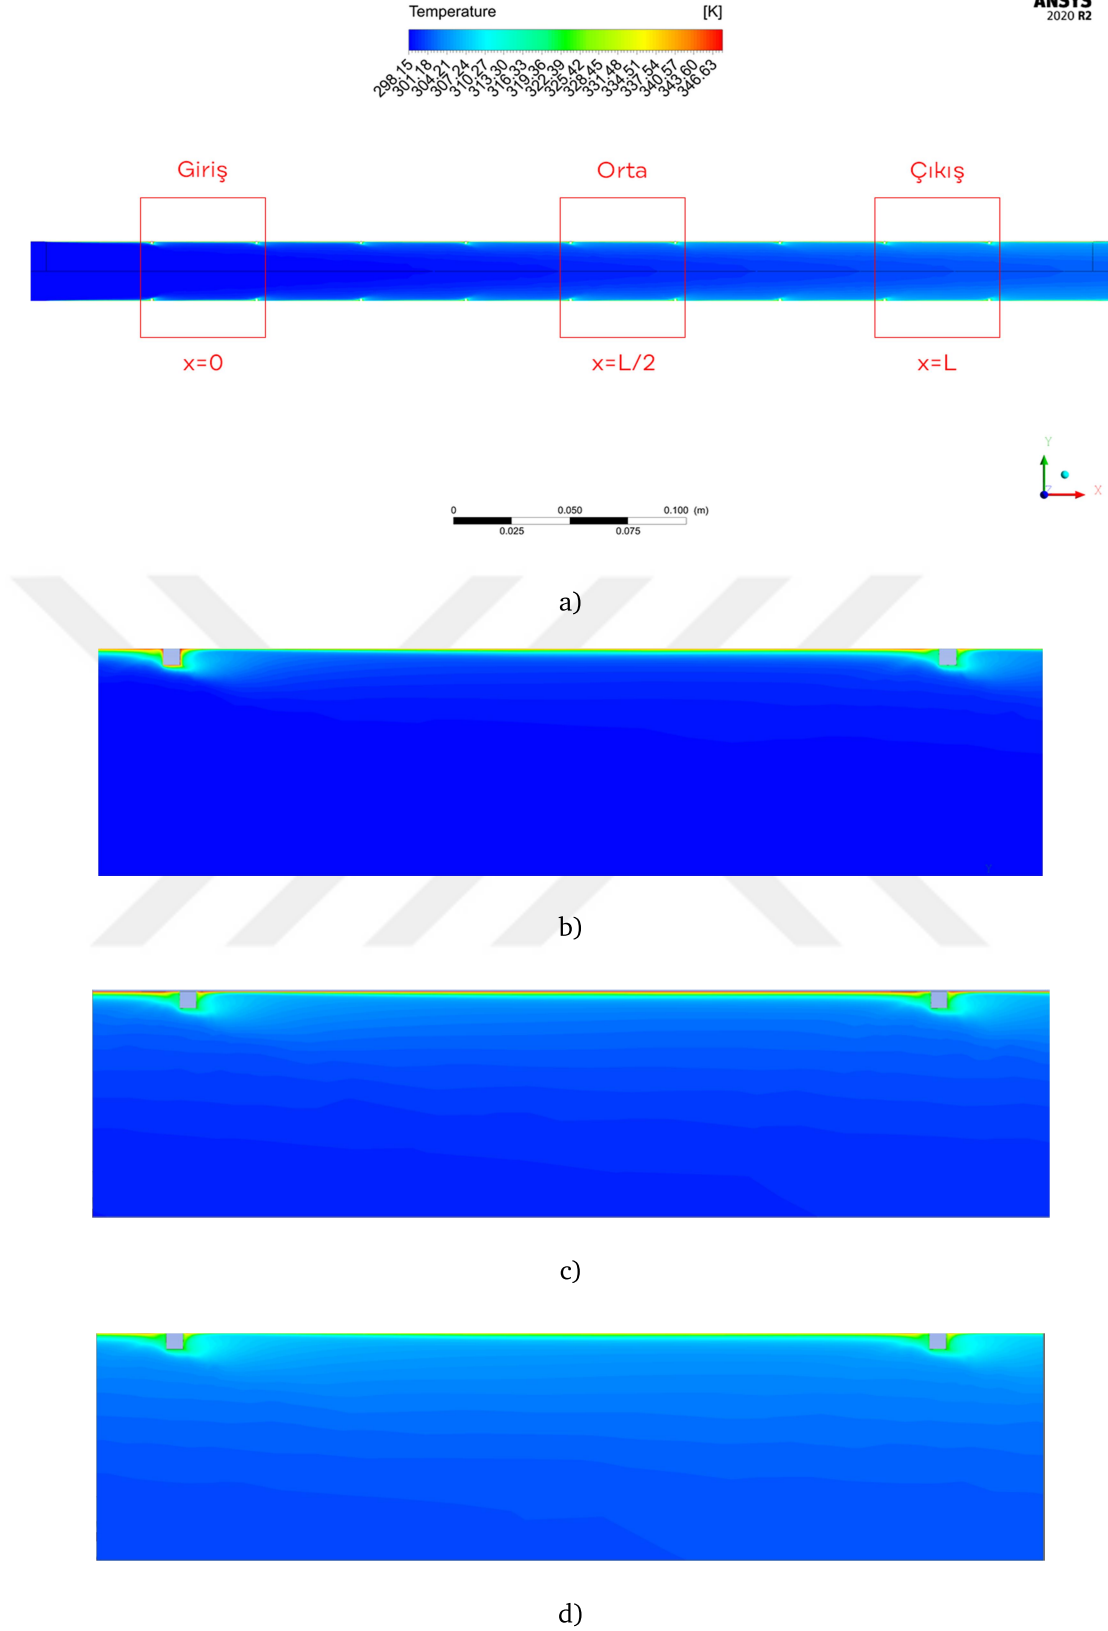 ANSYS
2020 R2
Temperature [K]
298.15 301.18 304.21 307.24 310.27 313.30 316.33 319.36 322.39 325.42 328.45 331.48 334.51 337.54 340.57 343.60 346.63
Giriş Orta Çıkış
x=0 x=L/2 x=L
Y
Z X
0 0.050 0.100 (m)
0.025 0.075
a)
Y
b)
c)
d)